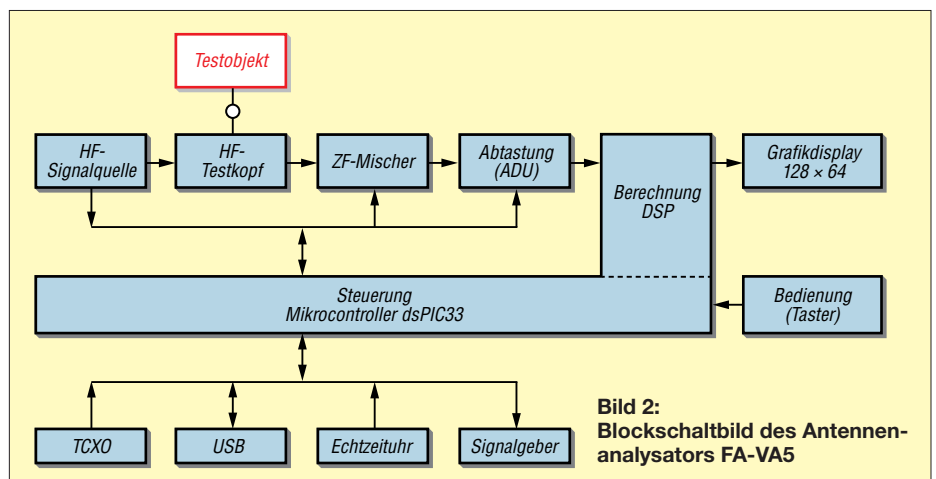 Testobjekt
HF-
Signalquelle
HF-
Testkopf
ZF-Mischer
Abtastung
(ADU)
Berechnung
DSP
Grafikdisplay
128 × 64
Steuerung
Mikrocontroller dsPIC33
Bedienung
(Taster)
TCXO
USB
Echtzeituhr
Signalgeber
Bild 2:
Blockschaltbild des Antennen-
analysators FA-VA5